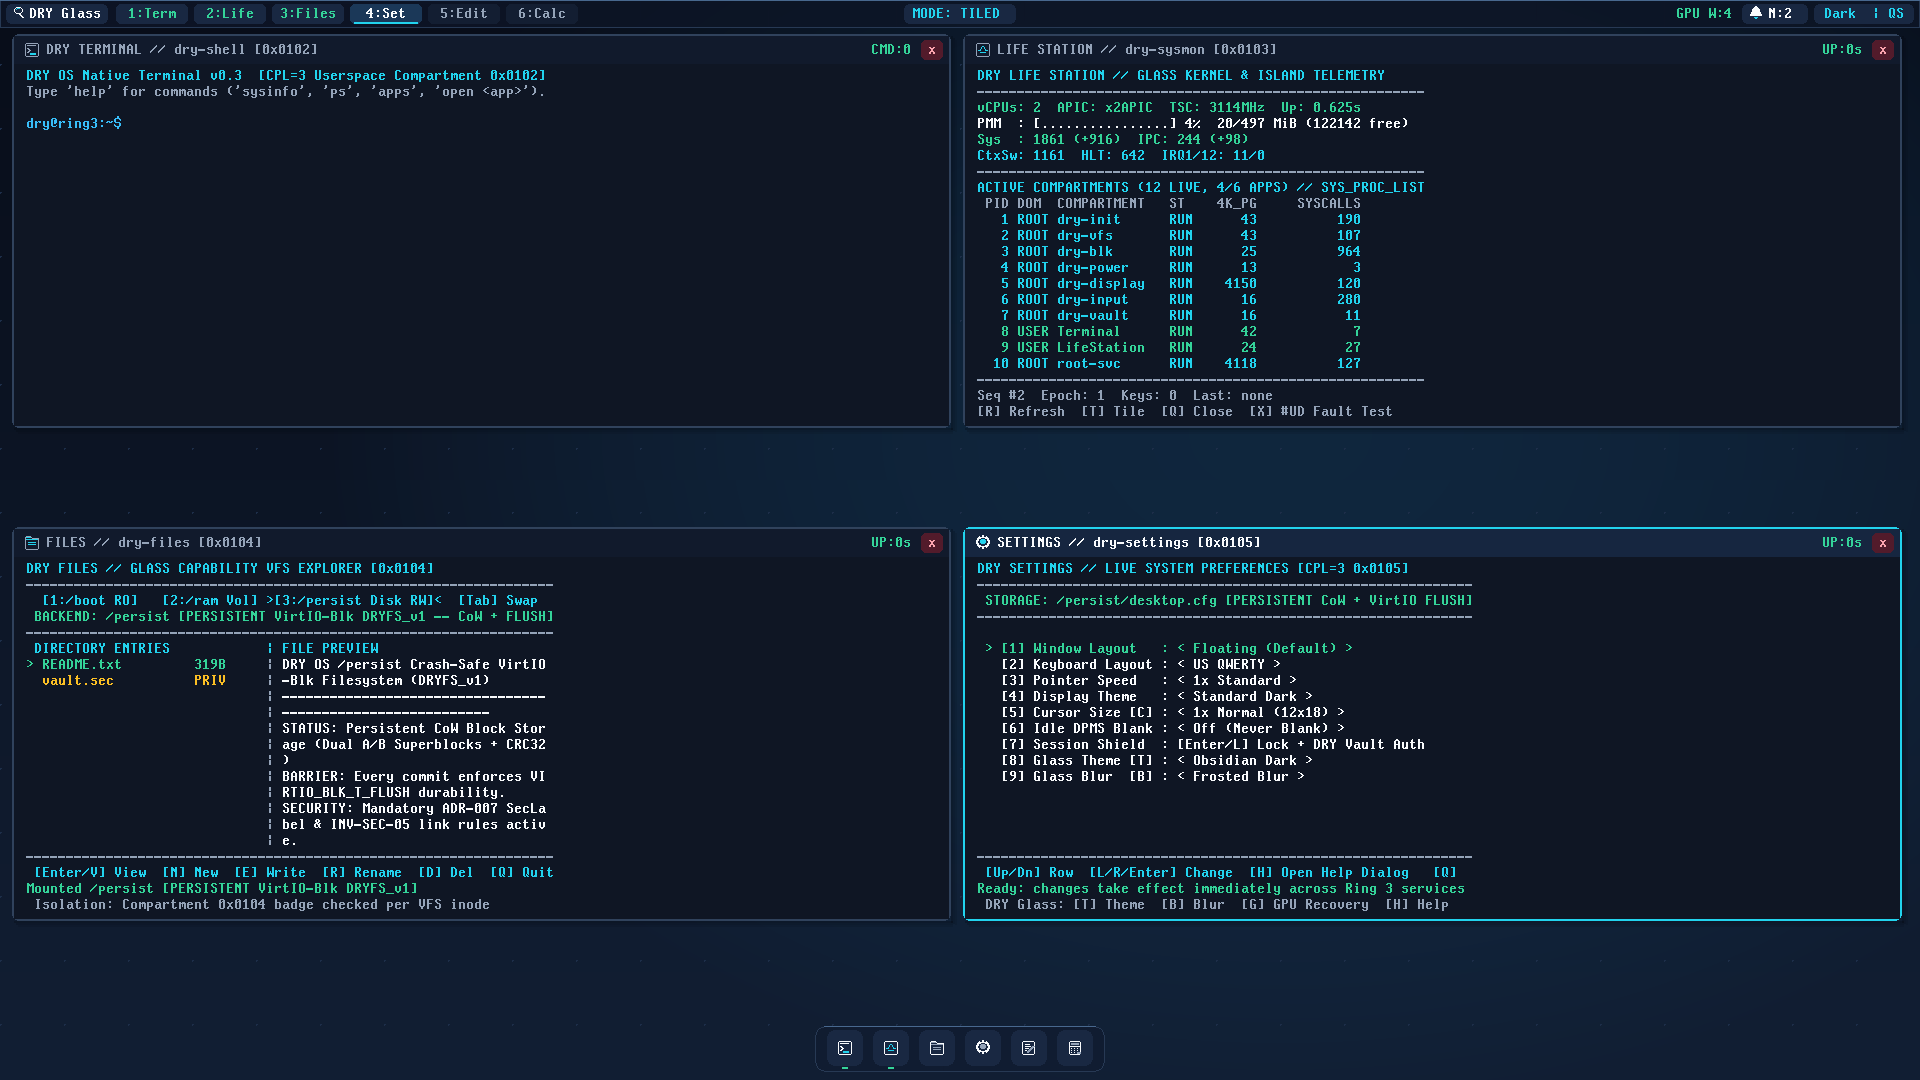 DRY Glass 1:Term 2:Life 3:Files 4:Set 5:Edit 6:Calc MODE: TILED GPU W:4 N:2 Dark ¦ QS
DRY TERMINAL // dry-shell [0x0102] CMD:0 x
DRY OS Native Terminal v0.3 [CPL=3 Userspace Compartment 0x0102]
Type 'help' for commands ('sysinfo', 'ps', 'apps', 'open <app>').
dry@ring3:~$
LIFE STATION // dry-sysmon [0x0103] UP:0s x
DRY LIFE STATION // GLASS KERNEL & ISLAND TELEMETRY
--------------------------------------------------------
vCPUs: 2 APIC: x2APIC TSC: 3114MHz Up: 0.625s
PMM : [................] 4% 20/497 MiB (122142 free)
Sys : 1861 (+916) IPC: 244 (+98)
CtxSw: 1161 HLT: 642 IRQ1/12: 11/0
--------------------------------------------------------
ACTIVE COMPARTMENTS (12 LIVE, 4/6 APPS) // SYS_PROC_LIST
PID DOM COMPARTMENT ST 4K_PG SYSCALLS
1 ROOT dry-init RUN 43 190
2 ROOT dry-vfs RUN 43 107
3 ROOT dry-blk RUN 25 964
4 ROOT dry-power RUN 13 3
5 ROOT dry-display RUN 4150 120
6 ROOT dry-input RUN 16 280
7 ROOT dry-vault RUN 16 11
8 USER Terminal RUN 42 7
9 USER LifeStation RUN 24 27
10 ROOT root-svc RUN 4118 127
--------------------------------------------------------
Seq #2 Epoch: 1 Keys: 0 Last: none
[R] Refresh [T] Tile [Q] Close [X] #UD Fault Test
FILES // dry-files [0x0104] UP:0s x
DRY FILES // GLASS CAPABILITY VFS EXPLORER [0x0104]
------------------------------------------------------------------
[1:/boot RO] [2:/ram Vol] >[3:/persist Disk RW]< [Tab] Swap
BACKEND: /persist [PERSISTENT VirtIO-Blk DRYFS_v1 -- CoW + FLUSH]
------------------------------------------------------------------
DIRECTORY ENTRIES ¦ FILE PREVIEW
> README.txt 319B ¦ DRY OS /persist Crash-Safe VirtIO
vault.sec PRIV ¦ -Blk Filesystem (DRYFS_v1)
¦ ---------------------------------
¦ --------------------------
¦ STATUS: Persistent CoW Block Stor
¦ age (Dual A/B Superblocks + CRC32
¦ )
¦ BARRIER: Every commit enforces VI
¦ RTIO_BLK_T_FLUSH durability.
¦ SECURITY: Mandatory ADR-007 SecLa
¦ bel & INV-SEC-05 link rules activ
¦ e.
------------------------------------------------------------------
[Enter/V] View [N] New [E] Write [R] Rename [D] Del [Q] Quit
Mounted /persist [PERSISTENT VirtIO-Blk DRYFS_v1]
Isolation: Compartment 0x0104 badge checked per VFS inode
SETTINGS // dry-settings [0x0105] UP:0s x
DRY SETTINGS // LIVE SYSTEM PREFERENCES [CPL=3 0x0105]
--------------------------------------------------------------
STORAGE: /persist/desktop.cfg [PERSISTENT CoW + VirtIO FLUSH]
--------------------------------------------------------------
> [1] Window Layout : < Floating (Default) >
[2] Keyboard Layout : < US QWERTY >
[3] Pointer Speed : < 1x Standard >
[4] Display Theme : < Standard Dark >
[5] Cursor Size [C] : < 1x Normal (12x18) >
[6] Idle DPMS Blank : < Off (Never Blank) >
[7] Session Shield : [Enter/L] Lock + DRY Vault Auth
[8] Glass Theme [T] : < Obsidian Dark >
[9] Glass Blur [B] : < Frosted Blur >
--------------------------------------------------------------
[Up/Dn] Row [L/R/Enter] Change [H] Open Help Dialog [Q]
Ready: changes take effect immediately across Ring 3 services
DRY Glass: [T] Theme [B] Blur [G] GPU Recovery [H] Help